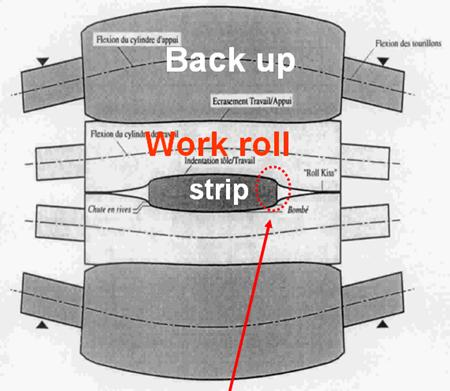 Flexion du cylindre d'appui
Flexion des tourillons
Back up
Ecrasement Travail/Appui
Flexion du cylindre de travail
Work roll
Indentation tôle/Travail
"Roll Kiss"
strip
Chute en rives
Bombé